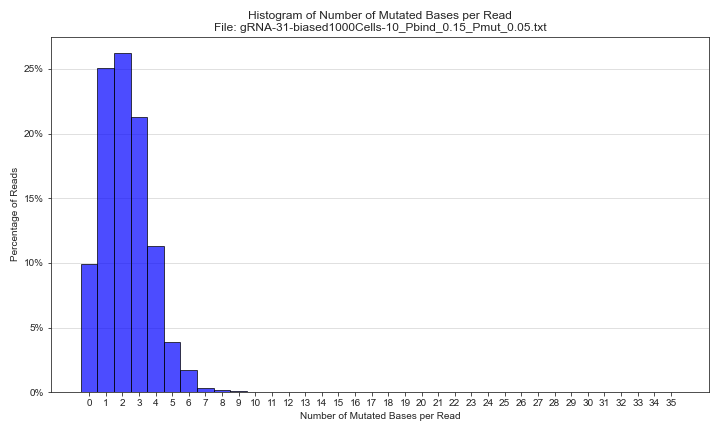 Histogram of Number of Mutated Bases per Read
File: gRNA-31-biased1000Cells-10_Pbind_0.15_Pmut_0.05.txt
Percentage of Reads
25%
20%
15%
10%
5%
0%
0 1 2 3 4 5 6 7 8 9 10 11 12 13 14 15 16 17 18 19 20 21 22 23 24 25 26 27 28 29 30 31 32 33 34 35
Number of Mutated Bases per Read